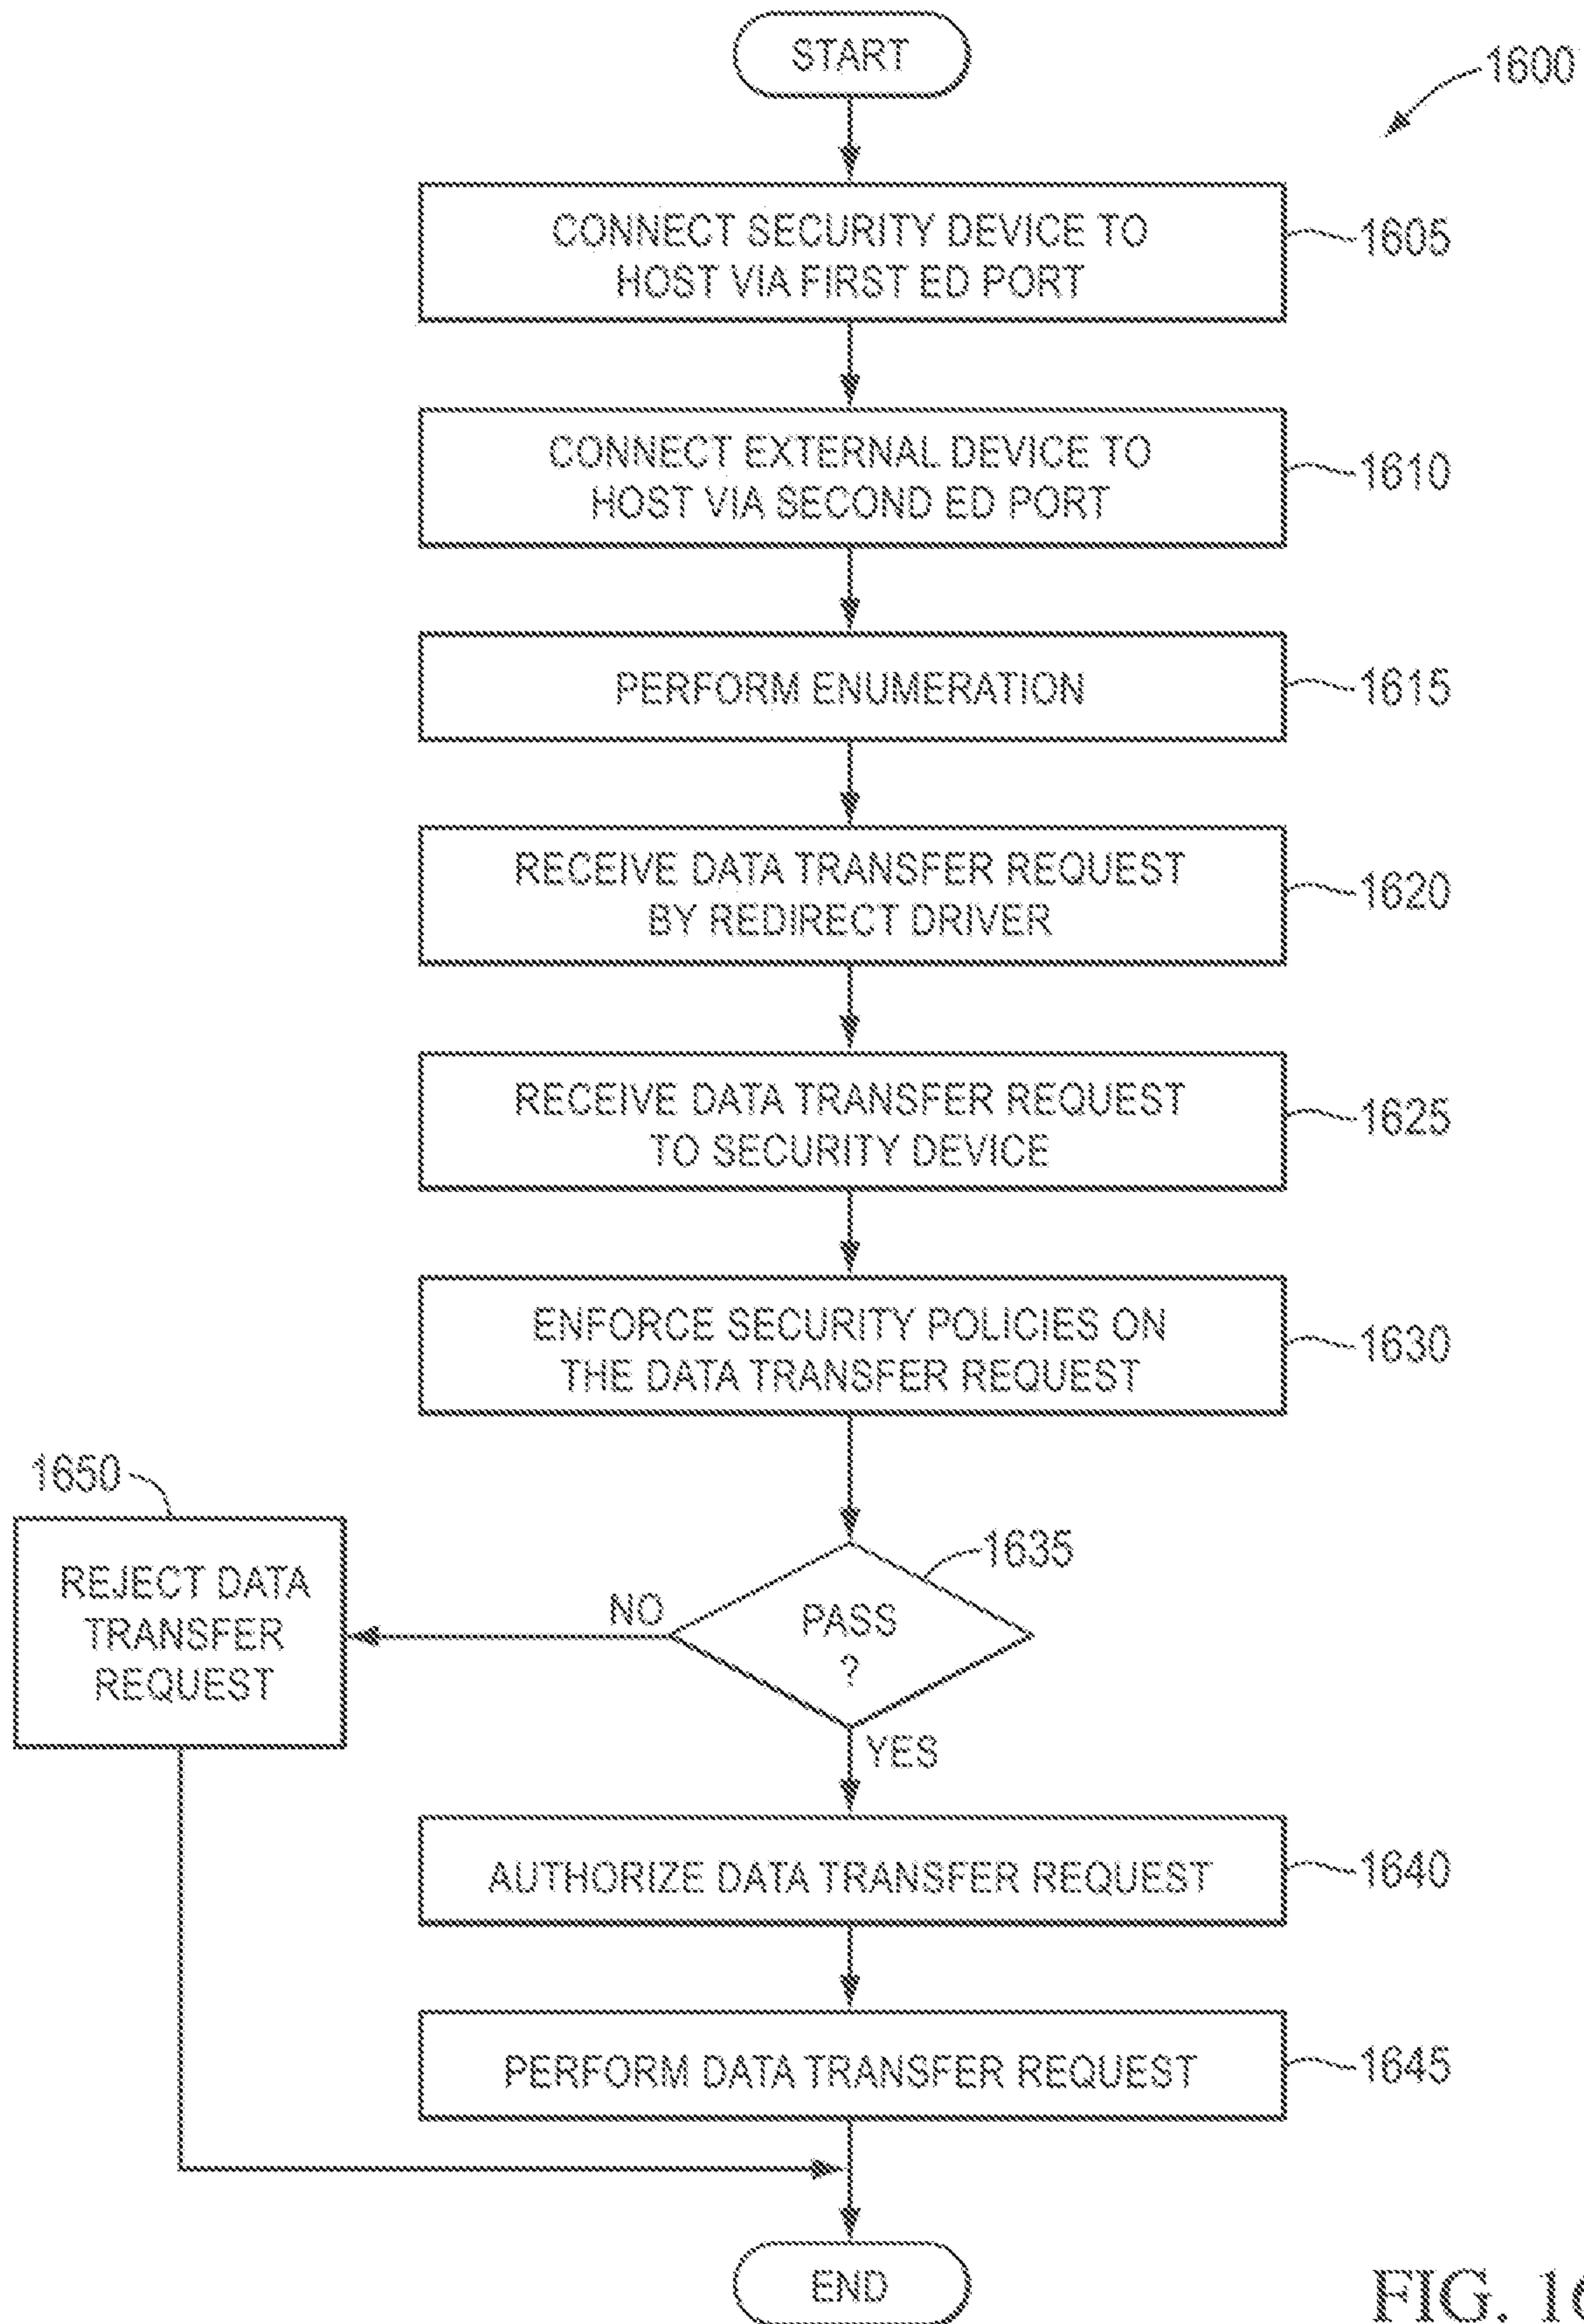 START
1600
CONNECT SECURITY DEVICE TO
HOST VIA FIRST ED PORT
1605
CONNECT EXTERNAL DEVICE TO
HOST VIA SECOND ED PORT
1610
PERFORM ENUMERATION
1615
RECEIVE DATA TRANSFER REQUEST
BY REDIRECT DRIVER
1620
RECEIVE DATA TRANSFER REQUEST
TO SECURITY DEVICE
1625
ENFORCE SECURITY POLICIES ON
THE DATA TRANSFER REQUEST
1630
1650
REJECT DATA
TRANSFER
REQUEST
NO
PASS
?
1635
YES
AUTHORIZE DATA TRANSFER REQUEST
1640
PERFORM DATA TRANSFER REQUEST
1645
END
FIG. 16